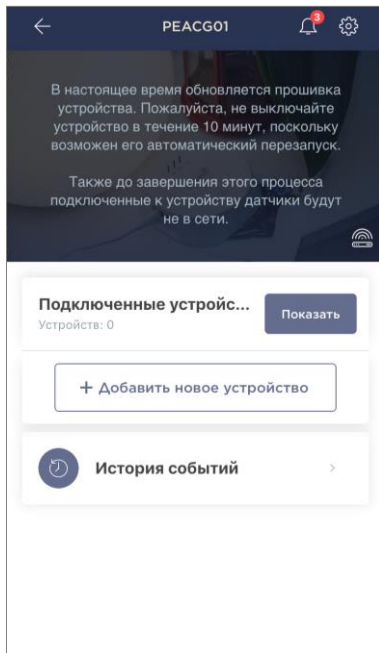 PEACG01
3
В настоящее время обновляется прошивка
устройства. Пожалуйста, не выключайте
устройство в течение 10 минут, поскольку
возможен его автоматический перезапуск.
Также до завершения этого процесса
подключенные к устройству датчики будут
не в сети.
Подключенные устройс...
Устройств: 0
Показать
+ Добавить новое устройство
История событий